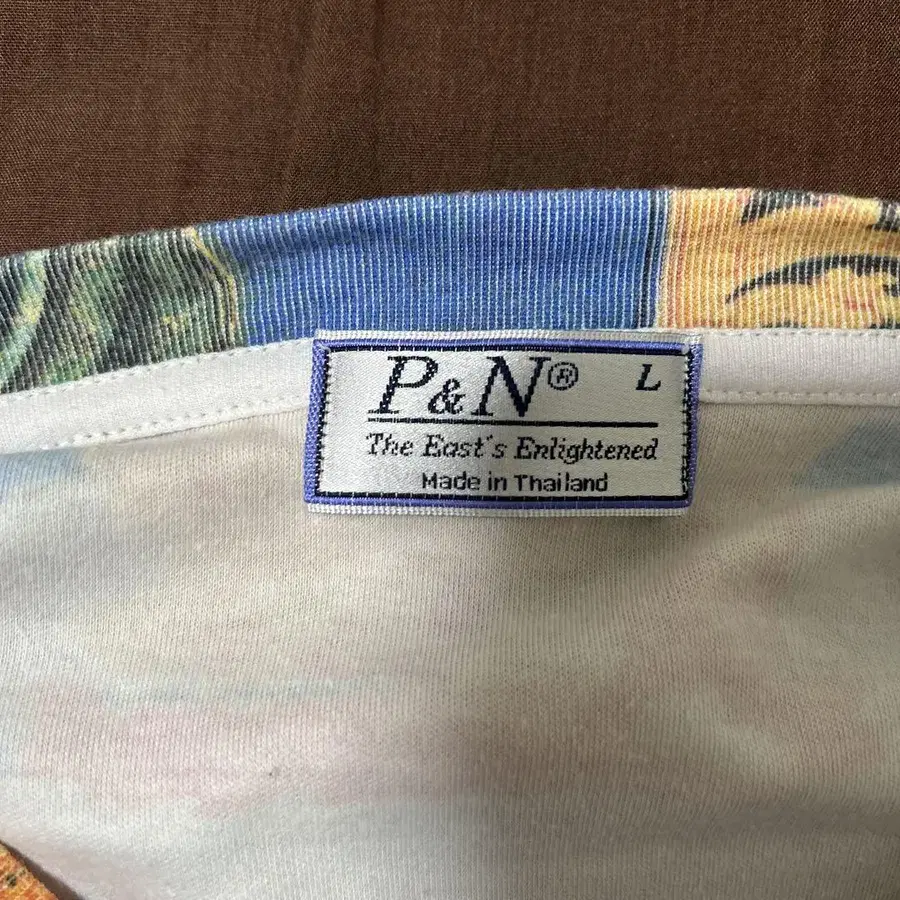 P&N® L
The East's Enlightened
Made in Thailand